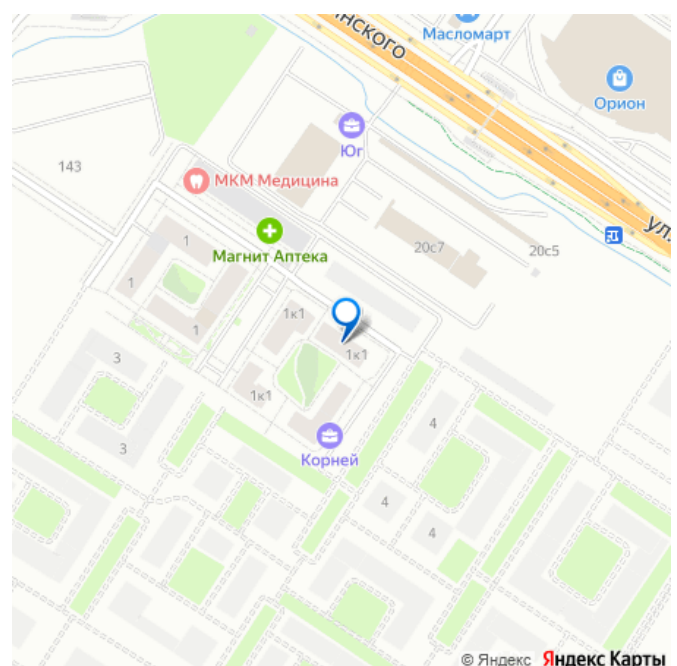 нского
Масломарт
Орион
Юг
143
МКМ Медицина
ул.
1
Магнит Аптека
20с7
20с5
1
1к1
1
1к1
3
1к1
4
3
Корней
4
4
© Яндекс Яндекс Карты